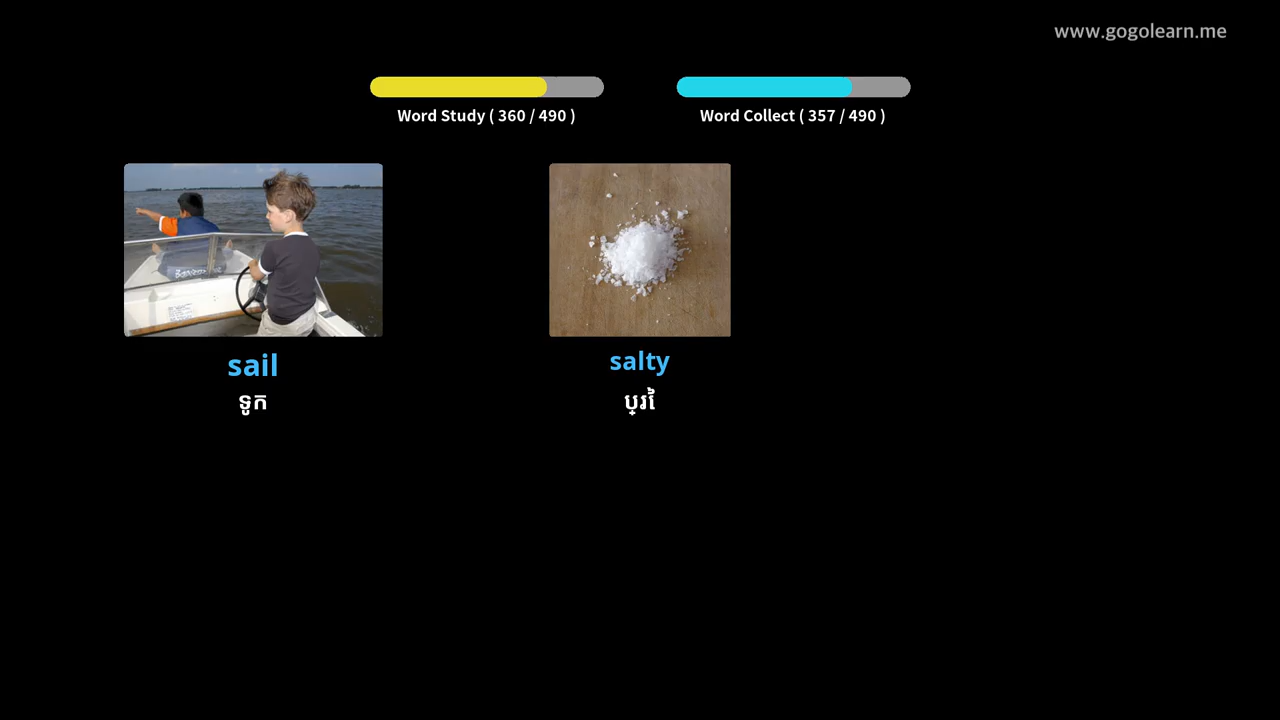 www.gogolearn.me
Word Study ( 360 / 490 )
Word Collect ( 357 / 490 )
sail
ទូក
salty
ប្រៃ